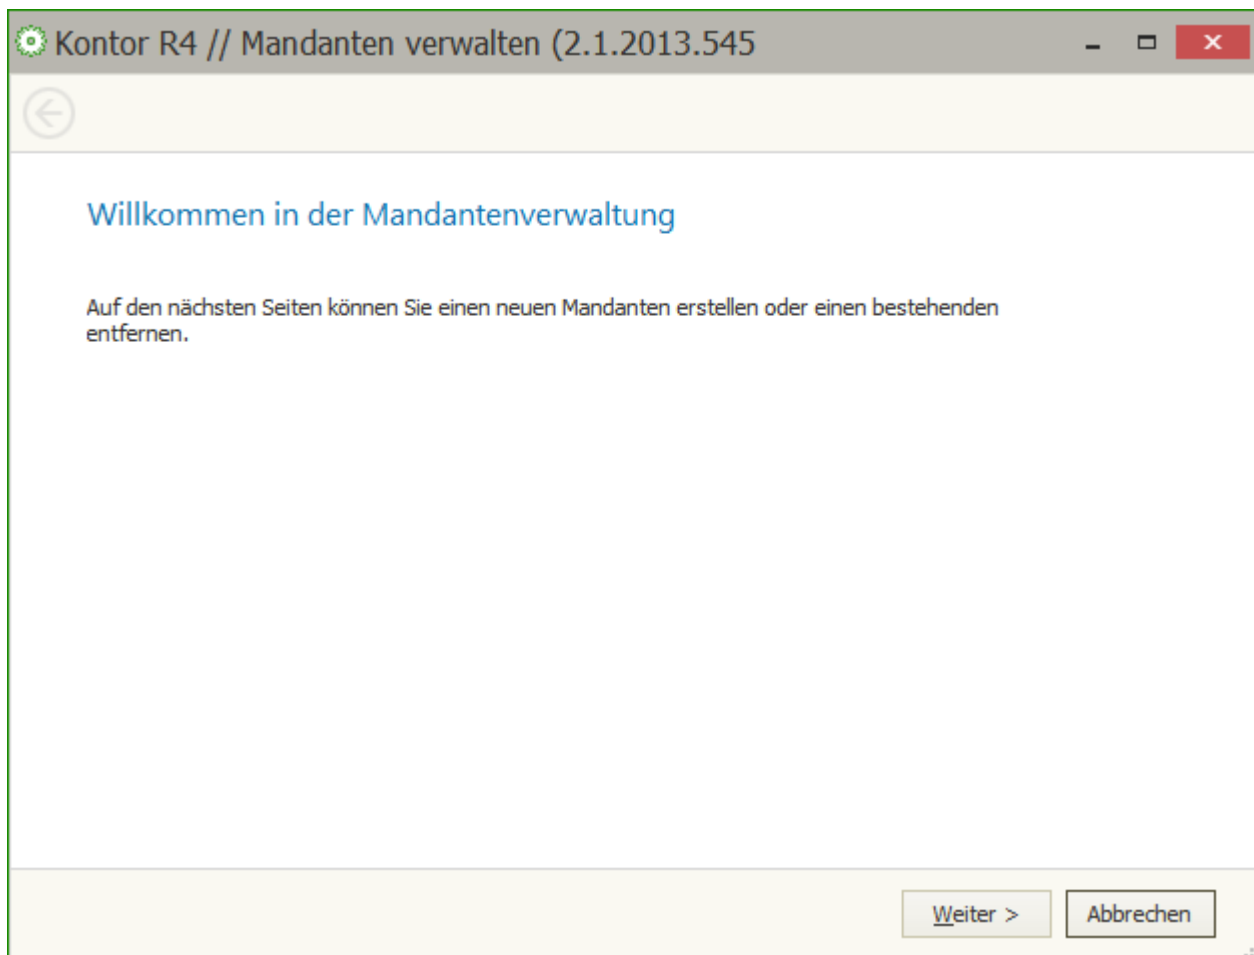 Kontor R4 // Mandanten verwalten (2.1.2013.545
Willkommen in der Mandantenverwaltung
Auf den nächsten Seiten können Sie einen neuen Mandanten erstellen oder einen bestehenden
entfernen.
Weiter > Abbrechen